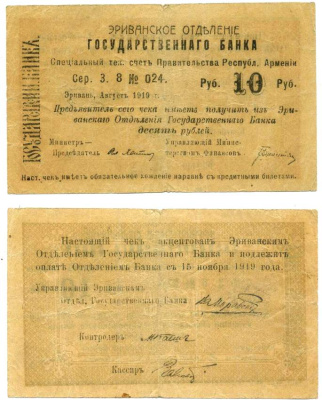 ГОСУДАР.БАНКА.
ЭРИВАНСКОЕ ОТДѢЛЕНІЕ
ГОСУДАРСТВЕННАГО БАНКА
Спеціальный тек. счетъ Правительства Республ. Арменіи
Сер. З. 8 № 024. Руб. 10 Руб.
Эривань, Августъ 1919 г.
Предъявитель сего чека имѣетъ получить изъ Эри-
ванскаго Отдѣленія Государственнаго Банка
десять рублей.
Министръ— Управляющій Мини-
Предсѣдатель стерствомъ Финансовъ
Наст. чекъ имѣетъ обязательное хожденіе наравнѣ съ кредитными билетами.
Настоящій чекъ акцептованъ Эриванскимъ
Отдѣленіемъ Государственнаго Банка и подлежитъ
оплатѣ Отдѣленіемъ Банка съ 15 ноября 1919 года.
Управляющій Эриванскимъ
Отдѣл. Государственнаго Банка
Контролеръ
Кассиръ